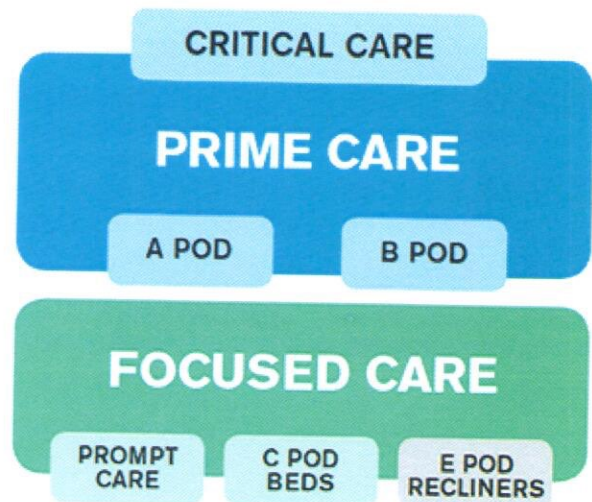 CRITICAL CARE
PRIME CARE
A POD
B POD
FOCUSED CARE
PROMPT
CARE
C POD
BEDS
E POD
RECLINERS